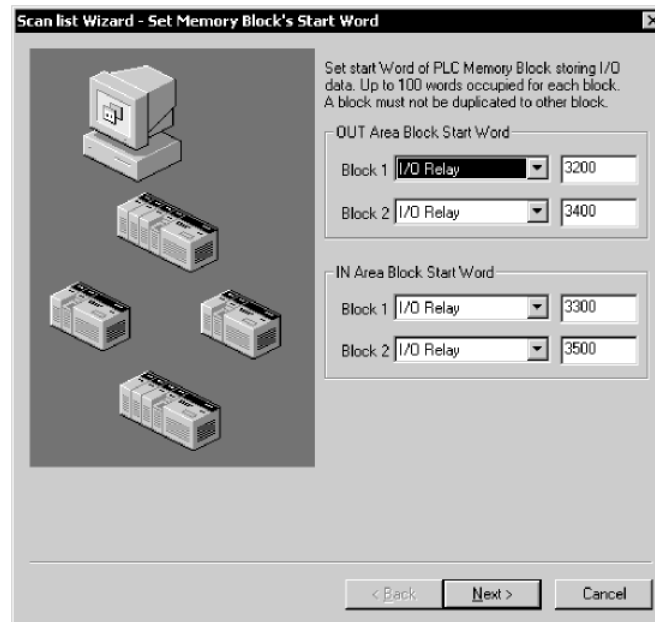 Scan list Wizard - Set Memory Block's Start Word
Set start Word of PLC Memory Block storing I/O
data. Up to 100 words occupied for each block.
A block must not be duplicated to other block.
OUT Area Block Start Word
Block 1 I/O Relay 3200
Block 2 I/O Relay 3400
IN Area Block Start Word
Block 1 I/O Relay 3300
Block 2 I/O Relay 3500
< Back Next > Cancel